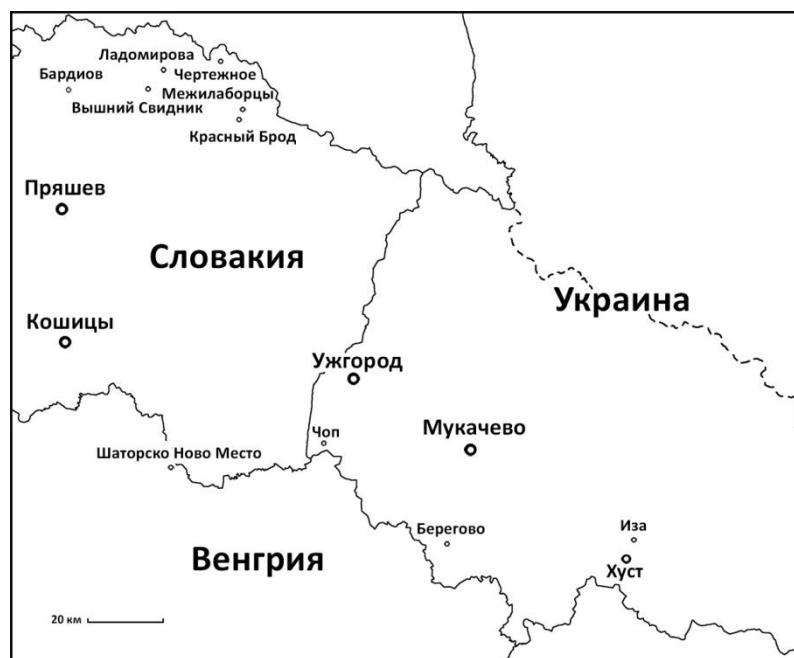 Ладомирова
Бардиов
Чертежное
Межилаборцы
Вышний Свидник
Красный Брод
Пряшев
Словакия
Украина
Кошицы
Ужгород
Мукачево
Чоп
Шаторско Ново Место
Берегово
Иза
Венгрия
Хуст
20 км